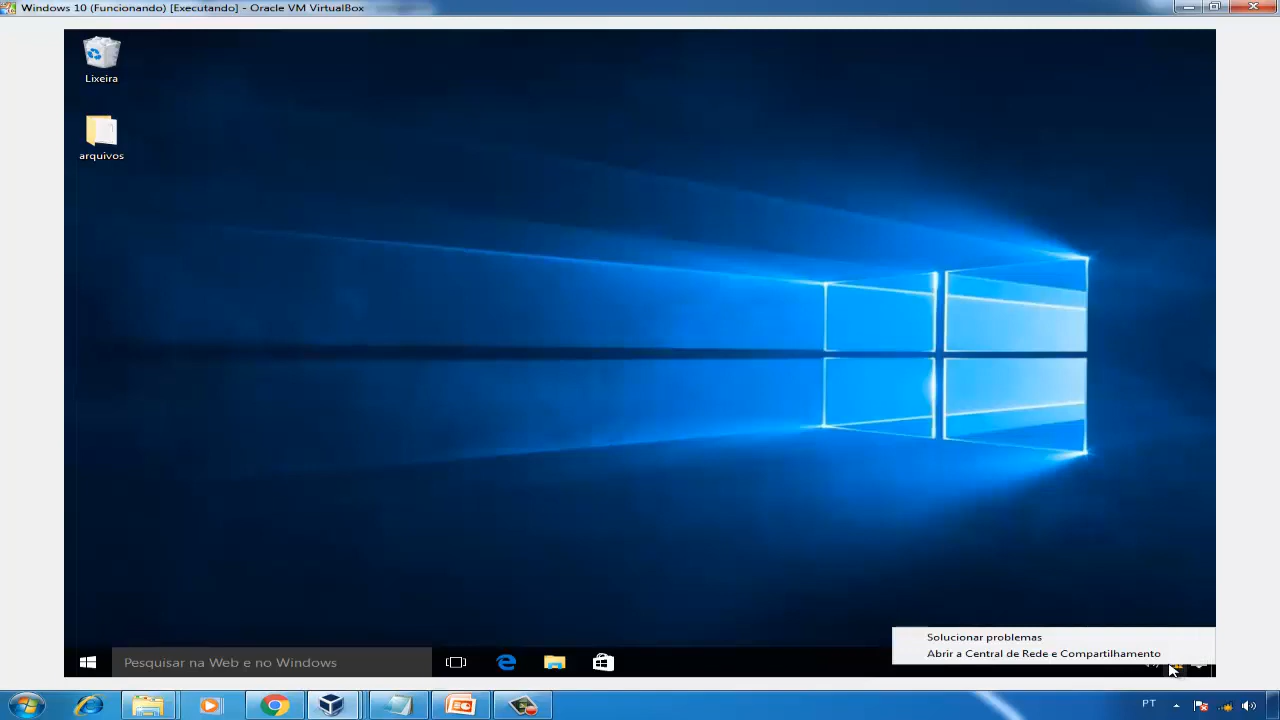 Windows 10 (Funcionando) [Executando] - Oracle VM VirtualBox
Lixeira
arquivos
Solucionar problemas
Abrir a Central de Rede e Compartilhamento
Pesquisar na Web e no Windows
PT